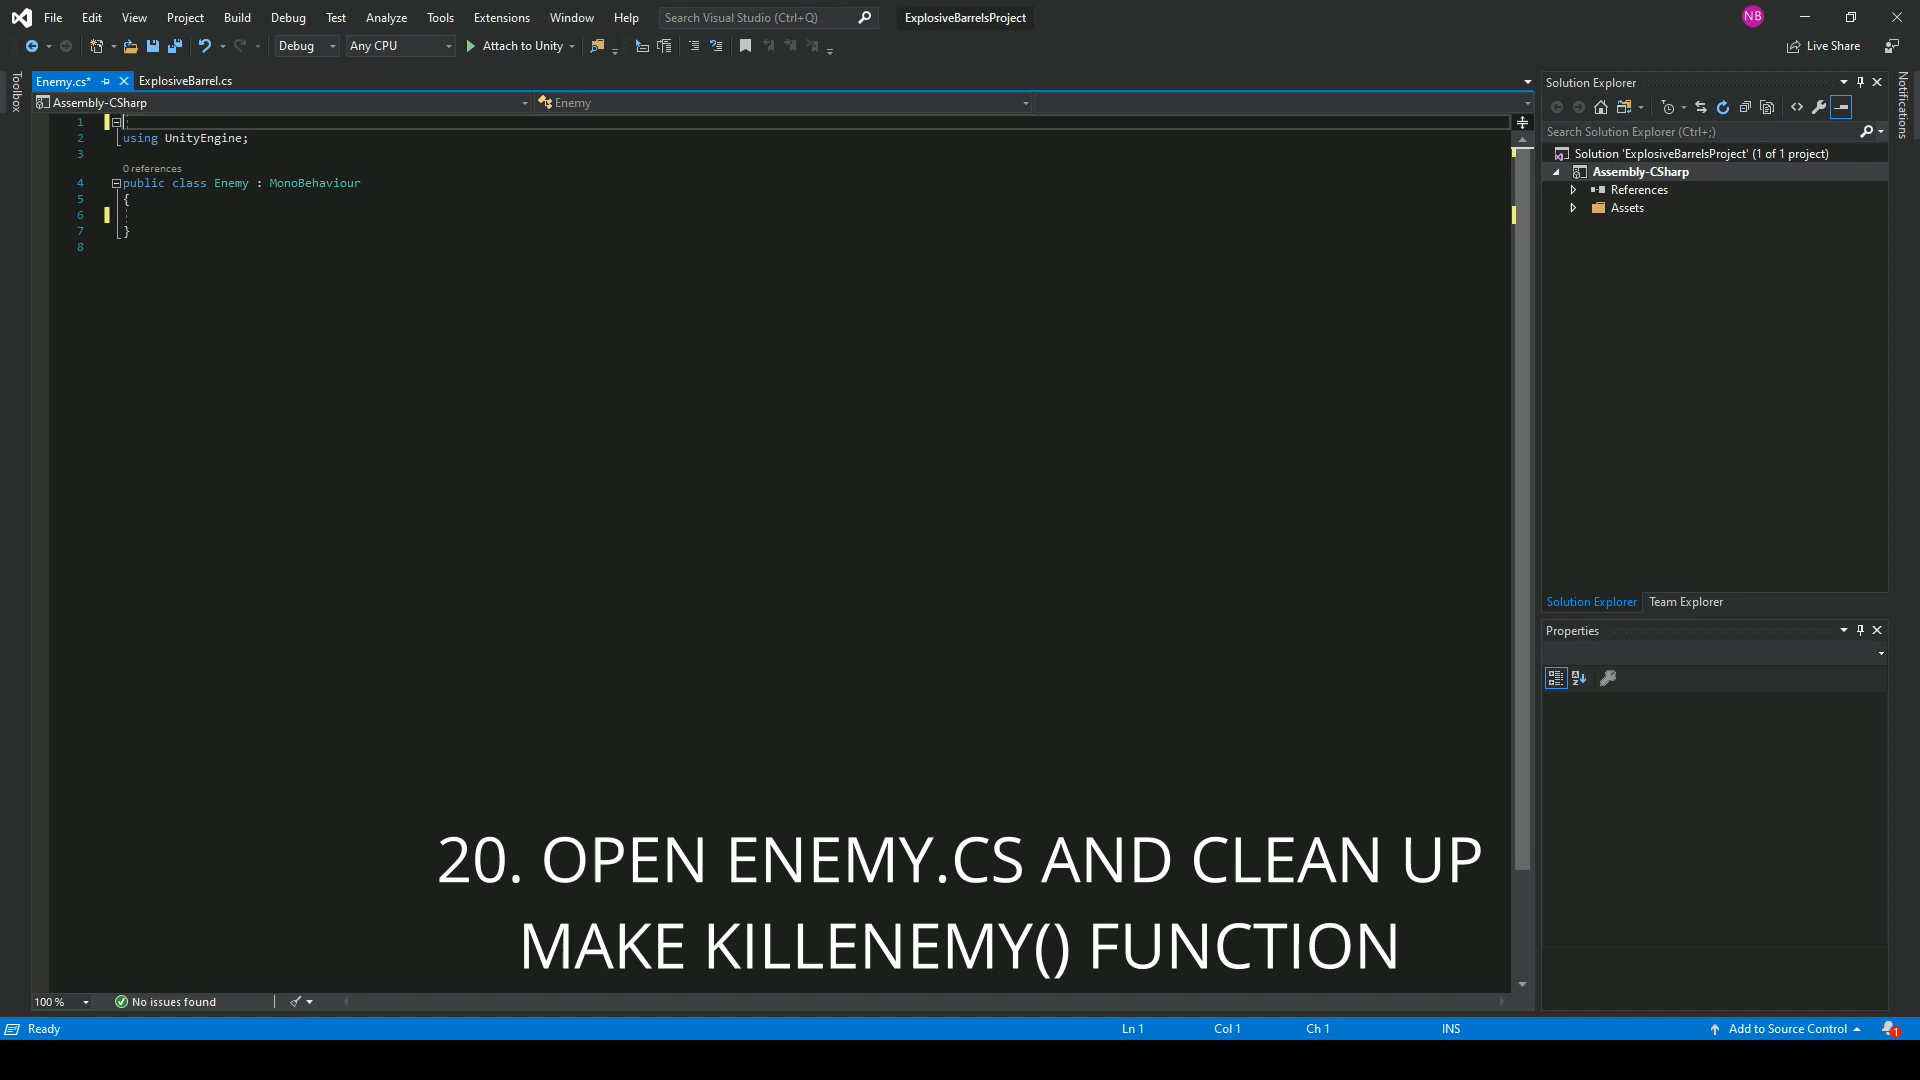 File Edit View Project Build Debug Test Analyze Tools Extensions Window Help Search Visual Studio (Ctrl+Q) ExplosiveBarrelsProject NB
Debug Any CPU Attach to Unity Live Share
Toolbox
Enemy.cs* ExplosiveBarrel.cs
Assembly-CSharp Enemy
1
2 using UnityEngine;
3
0 references
4 public class Enemy : MonoBehaviour
5 {
6
7 }
8
20. OPEN ENEMY.CS AND CLEAN UP
MAKE KILLENEMY() FUNCTION
100 % No issues found
Solution Explorer
Search Solution Explorer (Ctrl+;)
Solution 'ExplosiveBarrelsProject' (1 of 1 project)
Assembly-CSharp
References
Assets
Solution Explorer Team Explorer
Properties
Notifications
Ready Ln 1 Col 1 Ch 1 INS Add to Source Control 1